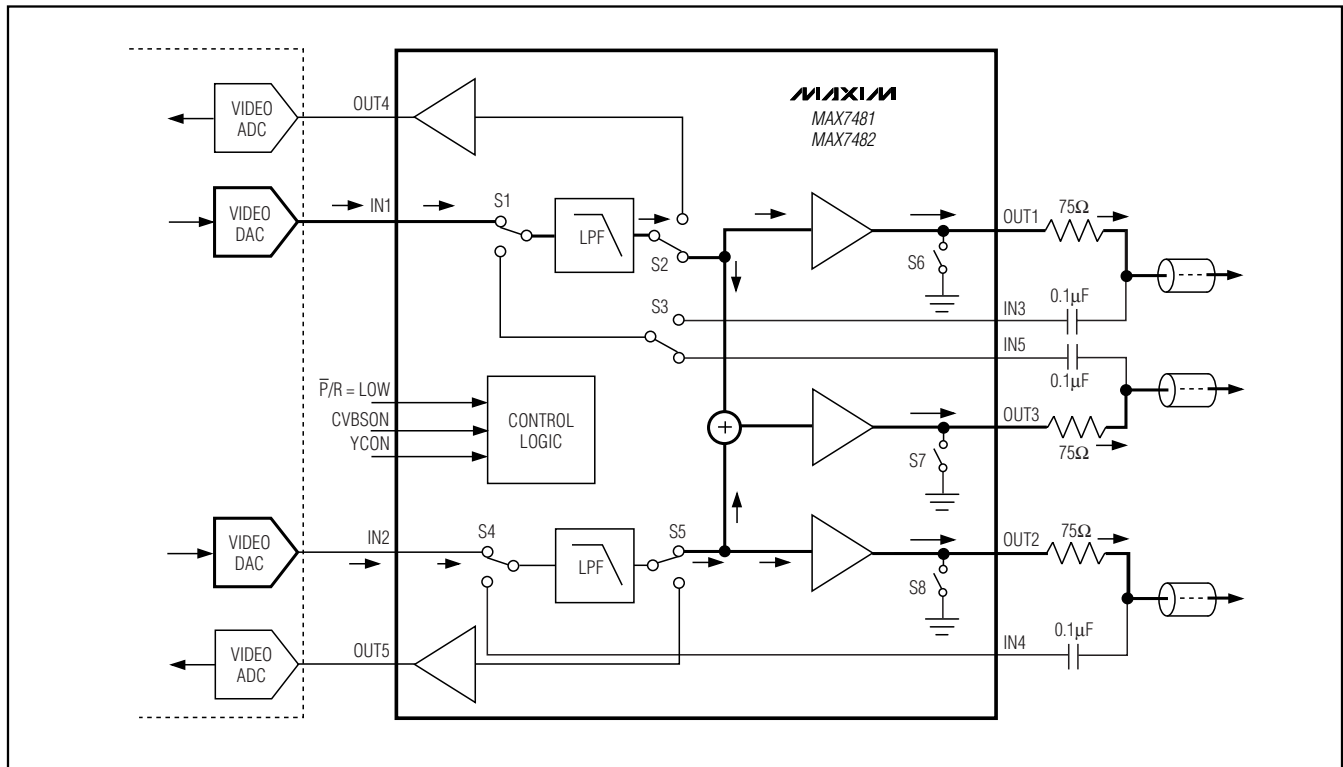 MAXIM
MAX7481
MAX7482
VIDEO
ADC
OUT4
VIDEO
DAC
IN1
S1
LPF
S2
S6
OUT1
75Ω
S3
IN3
0.1µF
IN5
0.1µF
P̅/R = LOW
CVBSON
YCON
CONTROL
LOGIC
+
S7
OUT3
75Ω
VIDEO
DAC
IN2
S4
LPF
S5
S8
OUT2
75Ω
VIDEO
ADC
OUT5
IN4
0.1µF